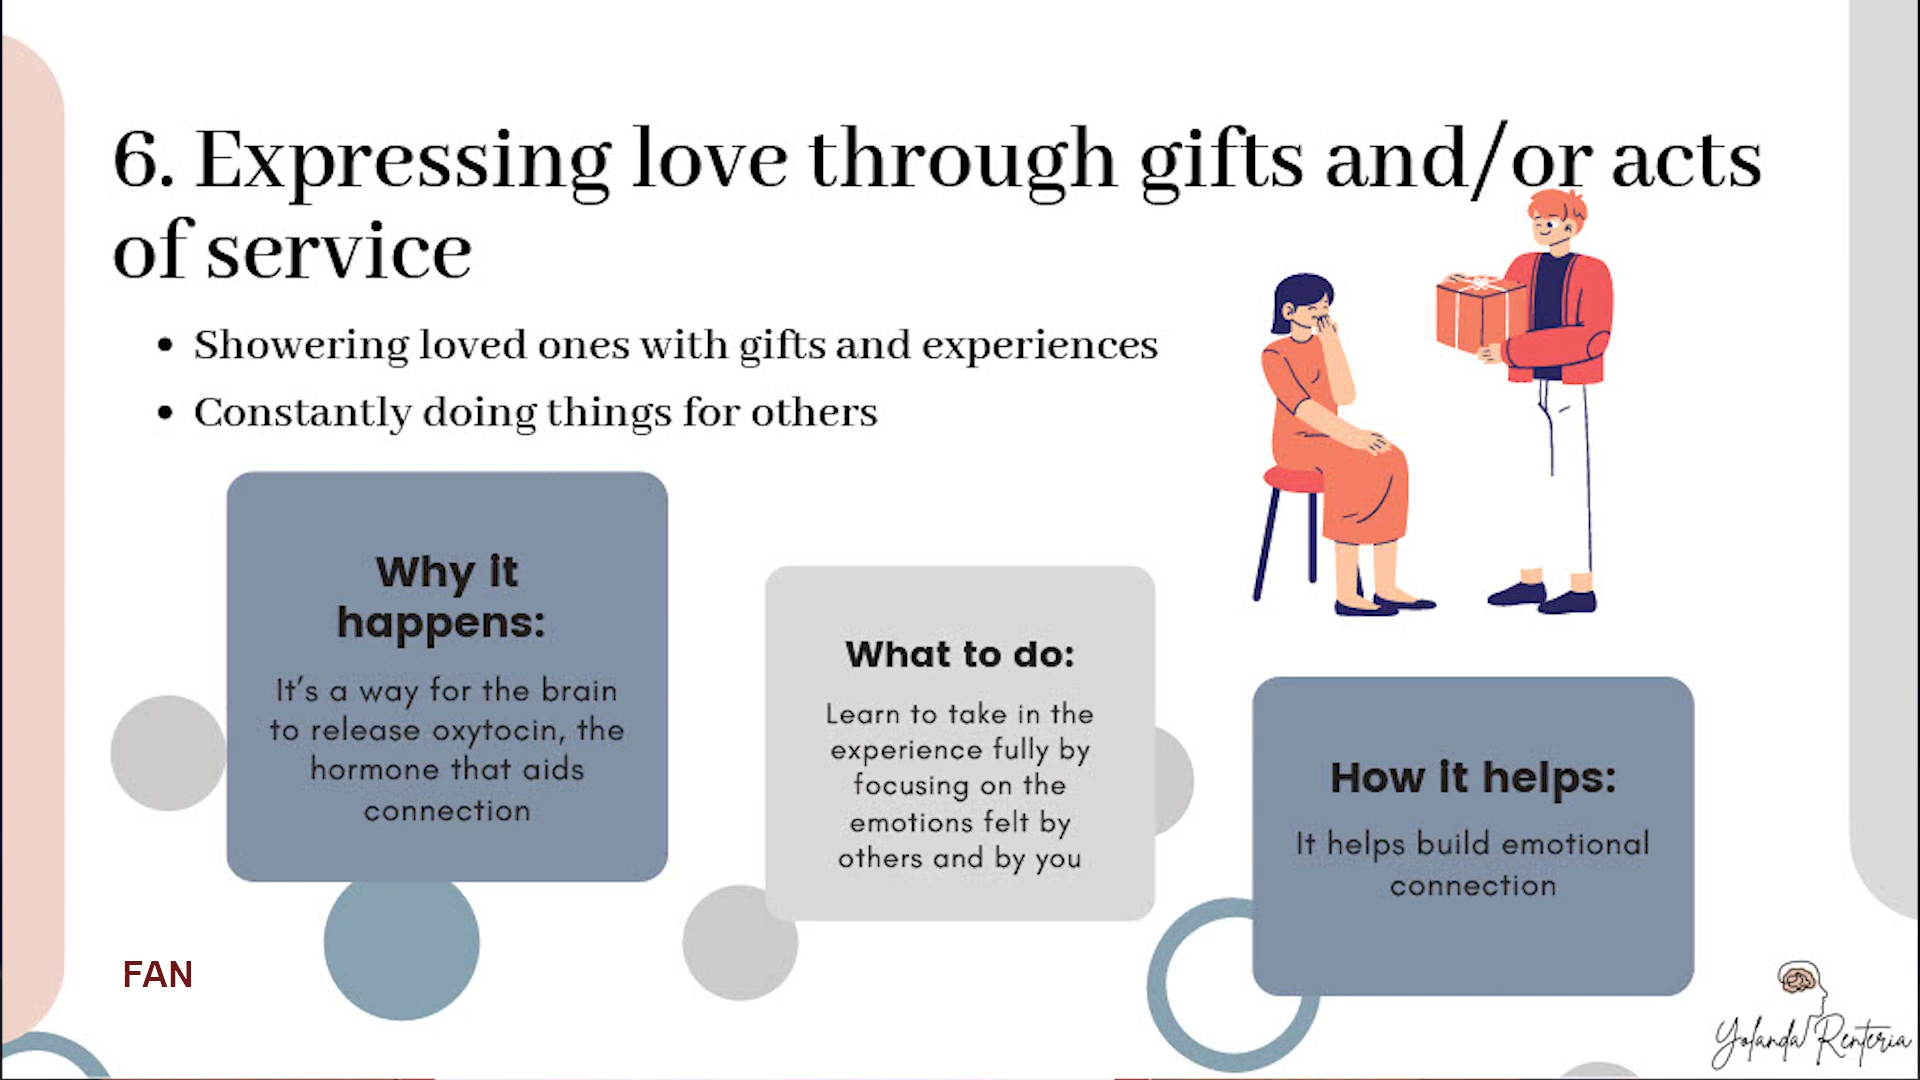 6. Expressing love through gifts and/or acts
of service
• Showering loved ones with gifts and experiences
• Constantly doing things for others
Why it
happens:
It's a way for the brain
to release oxytocin, the
hormone that aids
connection
What to do:
Learn to take in the
experience fully by
focusing on the
emotions felt by
others and by you
How it helps:
It helps build emotional
connection
FAN
Yolanda Renteria